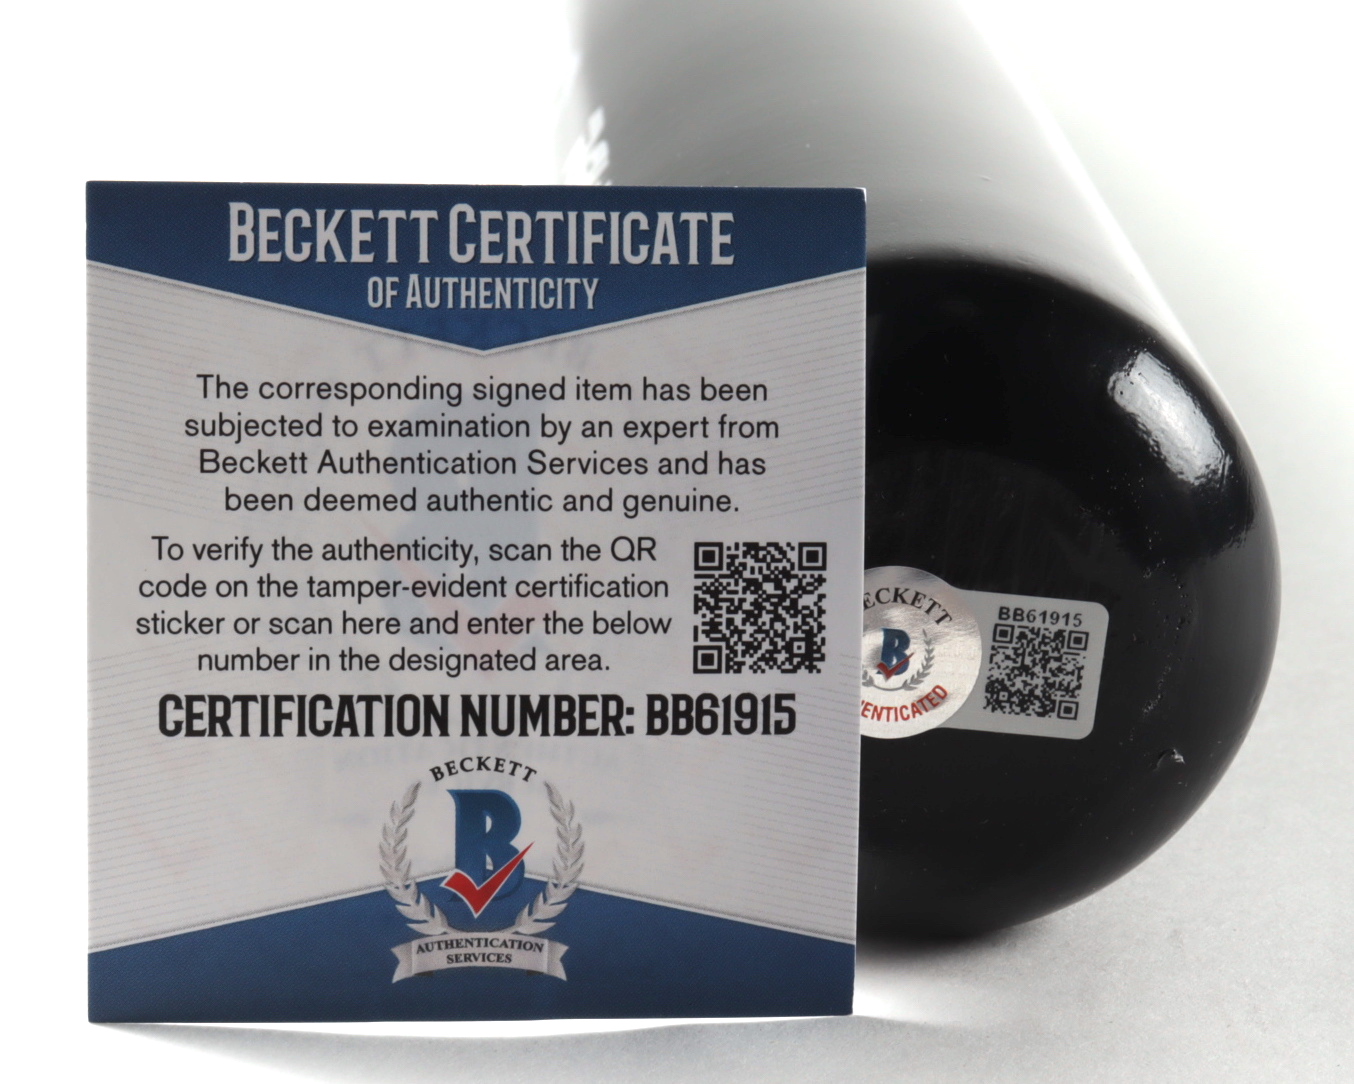 BECKETT CERTIFICATE
OF AUTHENTICITY
The corresponding signed item has been
subjected to examination by an expert from
Beckett Authentication Services and has
been deemed authentic and genuine.
To verify the authenticity, scan the QR
code on the tamper-evident certification
sticker or scan here and enter the below
number in the designated area.
CERTIFICATION NUMBER: BB61915
BECKETT
B
AUTHENTICATION
SERVICES
ECKETT
B
ENTICATED
BB61915